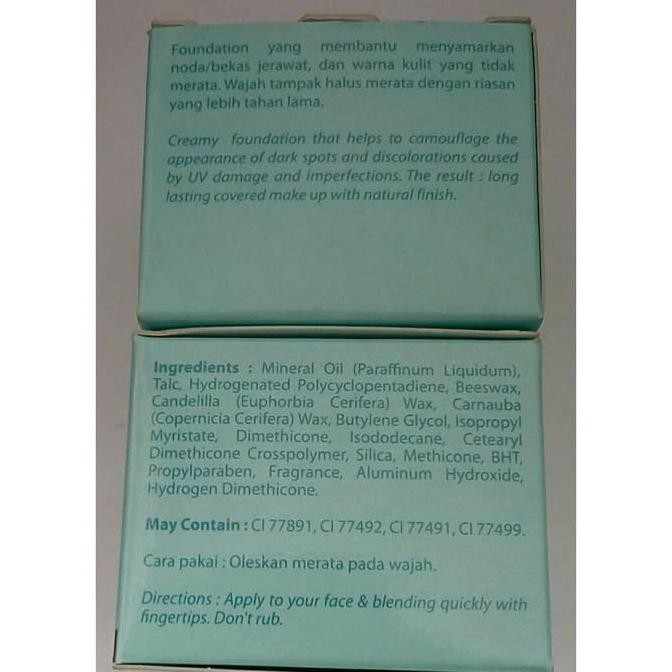 Foundation yang membantu menyamarkan
noda/bekas jerawat, dan warna kulit yang tidak
merata. Wajah tampak halus merata dengan riasan
yang lebih tahan lama.
Creamy foundation that helps to camouflage the
appearance of dark spots and discolorations caused
by UV damage and imperfections. The result : long
lasting covered make up with natural finish.
Ingredients : Mineral Oil (Paraffinum Liquidum),
Talc, Hydrogenated Polycyclopentadiene, Beeswax,
Candelilla (Euphorbia Cerifera) Wax, Carnauba
(Copernicia Cerifera) Wax, Butylene Glycol, Isopropyl
Myristate, Dimethicone, Isododecane, Cetearyl
Dimethicone Crosspolymer, Silica, Methicone, BHT,
Propylparaben, Fragrance, Aluminum Hydroxide,
Hydrogen Dimethicone.
May Contain : CI 77891, CI 77492, CI 77491, CI 77499.
Cara pakai : Oleskan merata pada wajah.
Directions : Apply to your face & blending quickly with
fingertips. Don't rub.